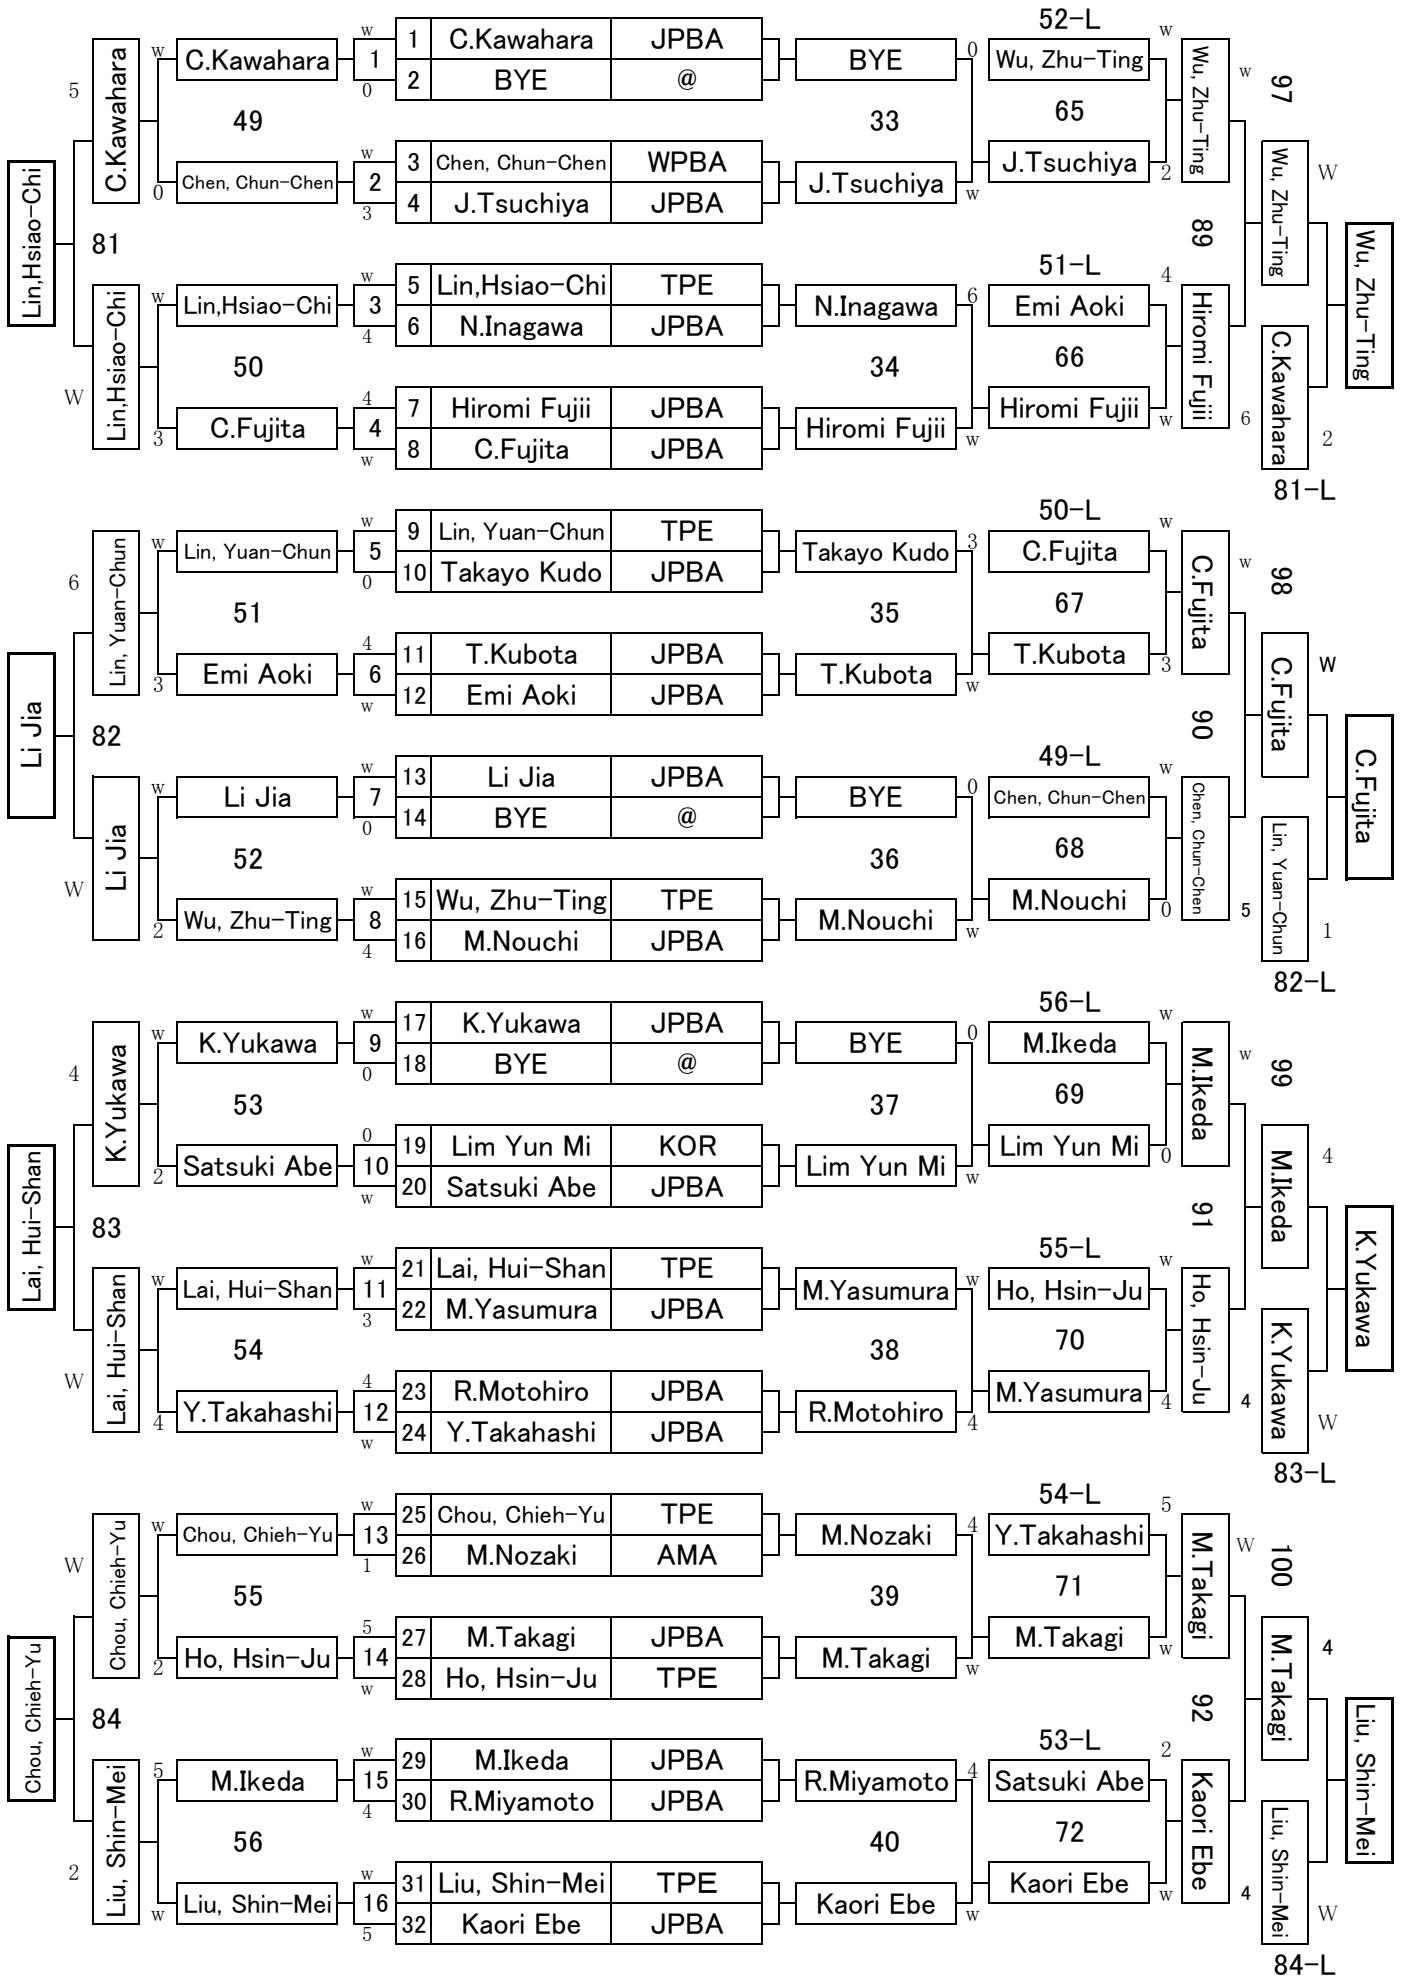 52-L
w w 1 C.Kawahara JPBA 0 w
C.Kawahara 1 BYE Wu, Zhu-Ting
5 0 2 BYE @ w 97
C.Kawahara 49 33 65 Wu, Zhu-Ting
w 3 Chen, Chun-Chen WPBA J.Tsuchiya Wu, Zhu-Ting W
Chen, Chun-Chen 2 J.Tsuchiya
0 3 4 J.Tsuchiya JPBA w 2
Lin,Hsiao-Chi 81 89 Wu, Zhu-Ting
51-L
w w 5 Lin,Hsiao-Chi TPE 6 4
Lin,Hsiao-Chi 3 N.Inagawa Emi Aoki
4 6 N.Inagawa JPBA
Lin,Hsiao-Chi 50 34 66 Hiromi Fujii C.Kawahara
W 4 7 Hiromi Fujii JPBA Hiromi Fujii
C.Fujita 4 Hiromi Fujii 6 2
3 w 8 C.Fujita JPBA w w
81-L
50-L
w w 9 Lin, Yuan-Chun TPE 3 w
Lin, Yuan-Chun 5 Takayo Kudo C.Fujita
6 0 10 Takayo Kudo JPBA w 98
Lin, Yuan-Chun 51 35 67 C.Fujita
4 11 T.Kubota JPBA T.Kubota C.Fujita W
Emi Aoki 6 T.Kubota
3 w 12 Emi Aoki JPBA w 3
Li Jia 82 90 C.Fujita
49-L
w w 13 Li Jia JPBA 0 w
Li Jia 7 BYE Chen, Chun-Chen
0 14 BYE @
Li Jia 52 36 68 Chen, Chun-Chen Lin, Yuan-Chun
W w 15 Wu, Zhu-Ting TPE M.Nouchi
Wu, Zhu-Ting 8 M.Nouchi 5 1
2 4 16 M.Nouchi JPBA w 0
82-L
56-L
w w 17 K.Yukawa JPBA 0 w
K.Yukawa 9 BYE M.Ikeda
4 0 18 BYE @ w 99
K.Yukawa 53 37 69 M.Ikeda
0 19 Lim Yun Mi KOR Lim Yun Mi M.Ikeda 4
Satsuki Abe 10 Lim Yun Mi
2 w 20 Satsuki Abe JPBA w 0
Lai, Hui-Shan 83 91 K.Yukawa
55-L
w w 21 Lai, Hui-Shan TPE w w
Lai, Hui-Shan 11 M.Yasumura Ho, Hsin-Ju
3 22 M.Yasumura JPBA
Lai, Hui-Shan 54 38 70 Ho, Hsin-Ju K.Yukawa
W 4 23 R.Motohiro JPBA M.Yasumura
Y.Takahashi 12 R.Motohiro 4 W
4 w 24 Y.Takahashi JPBA 4 4
83-L
54-L
w w 25 Chou, Chieh-Yu TPE 4 5
Chou, Chieh-Yu 13 M.Nozaki Y.Takahashi
W 1 26 M.Nozaki AMA W 100
Chou, Chieh-Yu 55 39 71 M.Takagi
5 27 M.Takagi JPBA M.Takagi M.Takagi 4
Ho, Hsin-Ju 14 M.Takagi
2 w 28 Ho, Hsin-Ju TPE w w
Chou, Chieh-Yu 84 92 Liu, Shin-Mei
53-L
5 w 29 M.Ikeda JPBA 4 2
M.Ikeda 15 R.Miyamoto Satsuki Abe
4 30 R.Miyamoto JPBA
Liu, Shin-Mei 56 40 72 Kaori Ebe Liu, Shin-Mei
2 w 31 Liu, Shin-Mei TPE Kaori Ebe
Liu, Shin-Mei 16 Kaori Ebe 4 W
w 5 32 Kaori Ebe JPBA w w
84-L